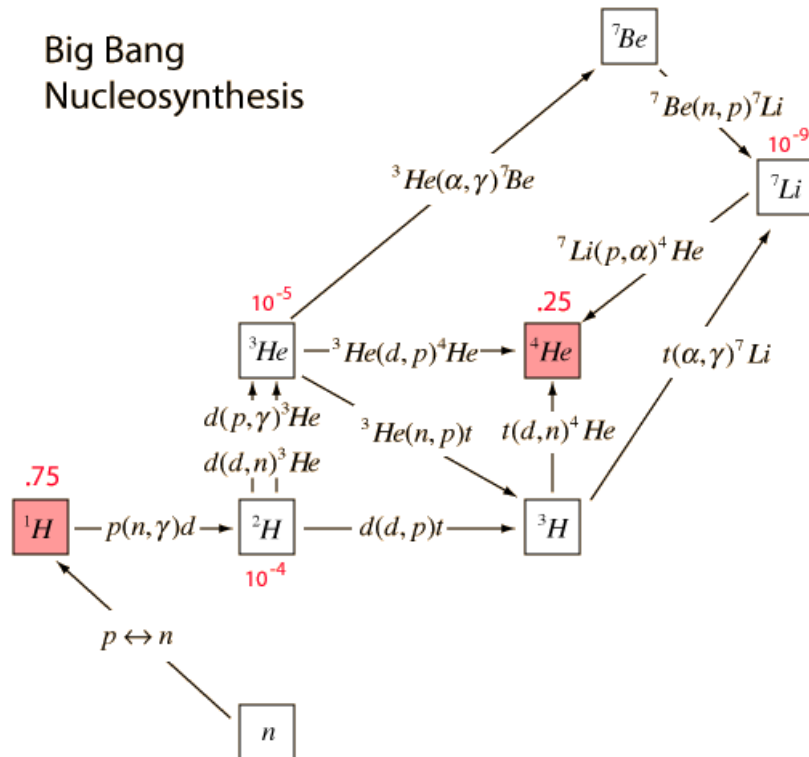 Big Bang
Nucleosynthesis
⁷Be
⁷Be(n, p)⁷Li
10⁻⁹
⁷Li
³He(α, γ)⁷Be
⁷Li(p,α)⁴He
10⁻⁵
.25
³He
³He(d, p)⁴He
⁴He
t(α,γ)⁷Li
d(p,γ)³He
³He(n, p)t
t(d,n)⁴He
d(d,n)³He
.75
¹H
p(n,γ)d
²H
d(d, p)t
³H
10⁻⁴
p ↔ n
n